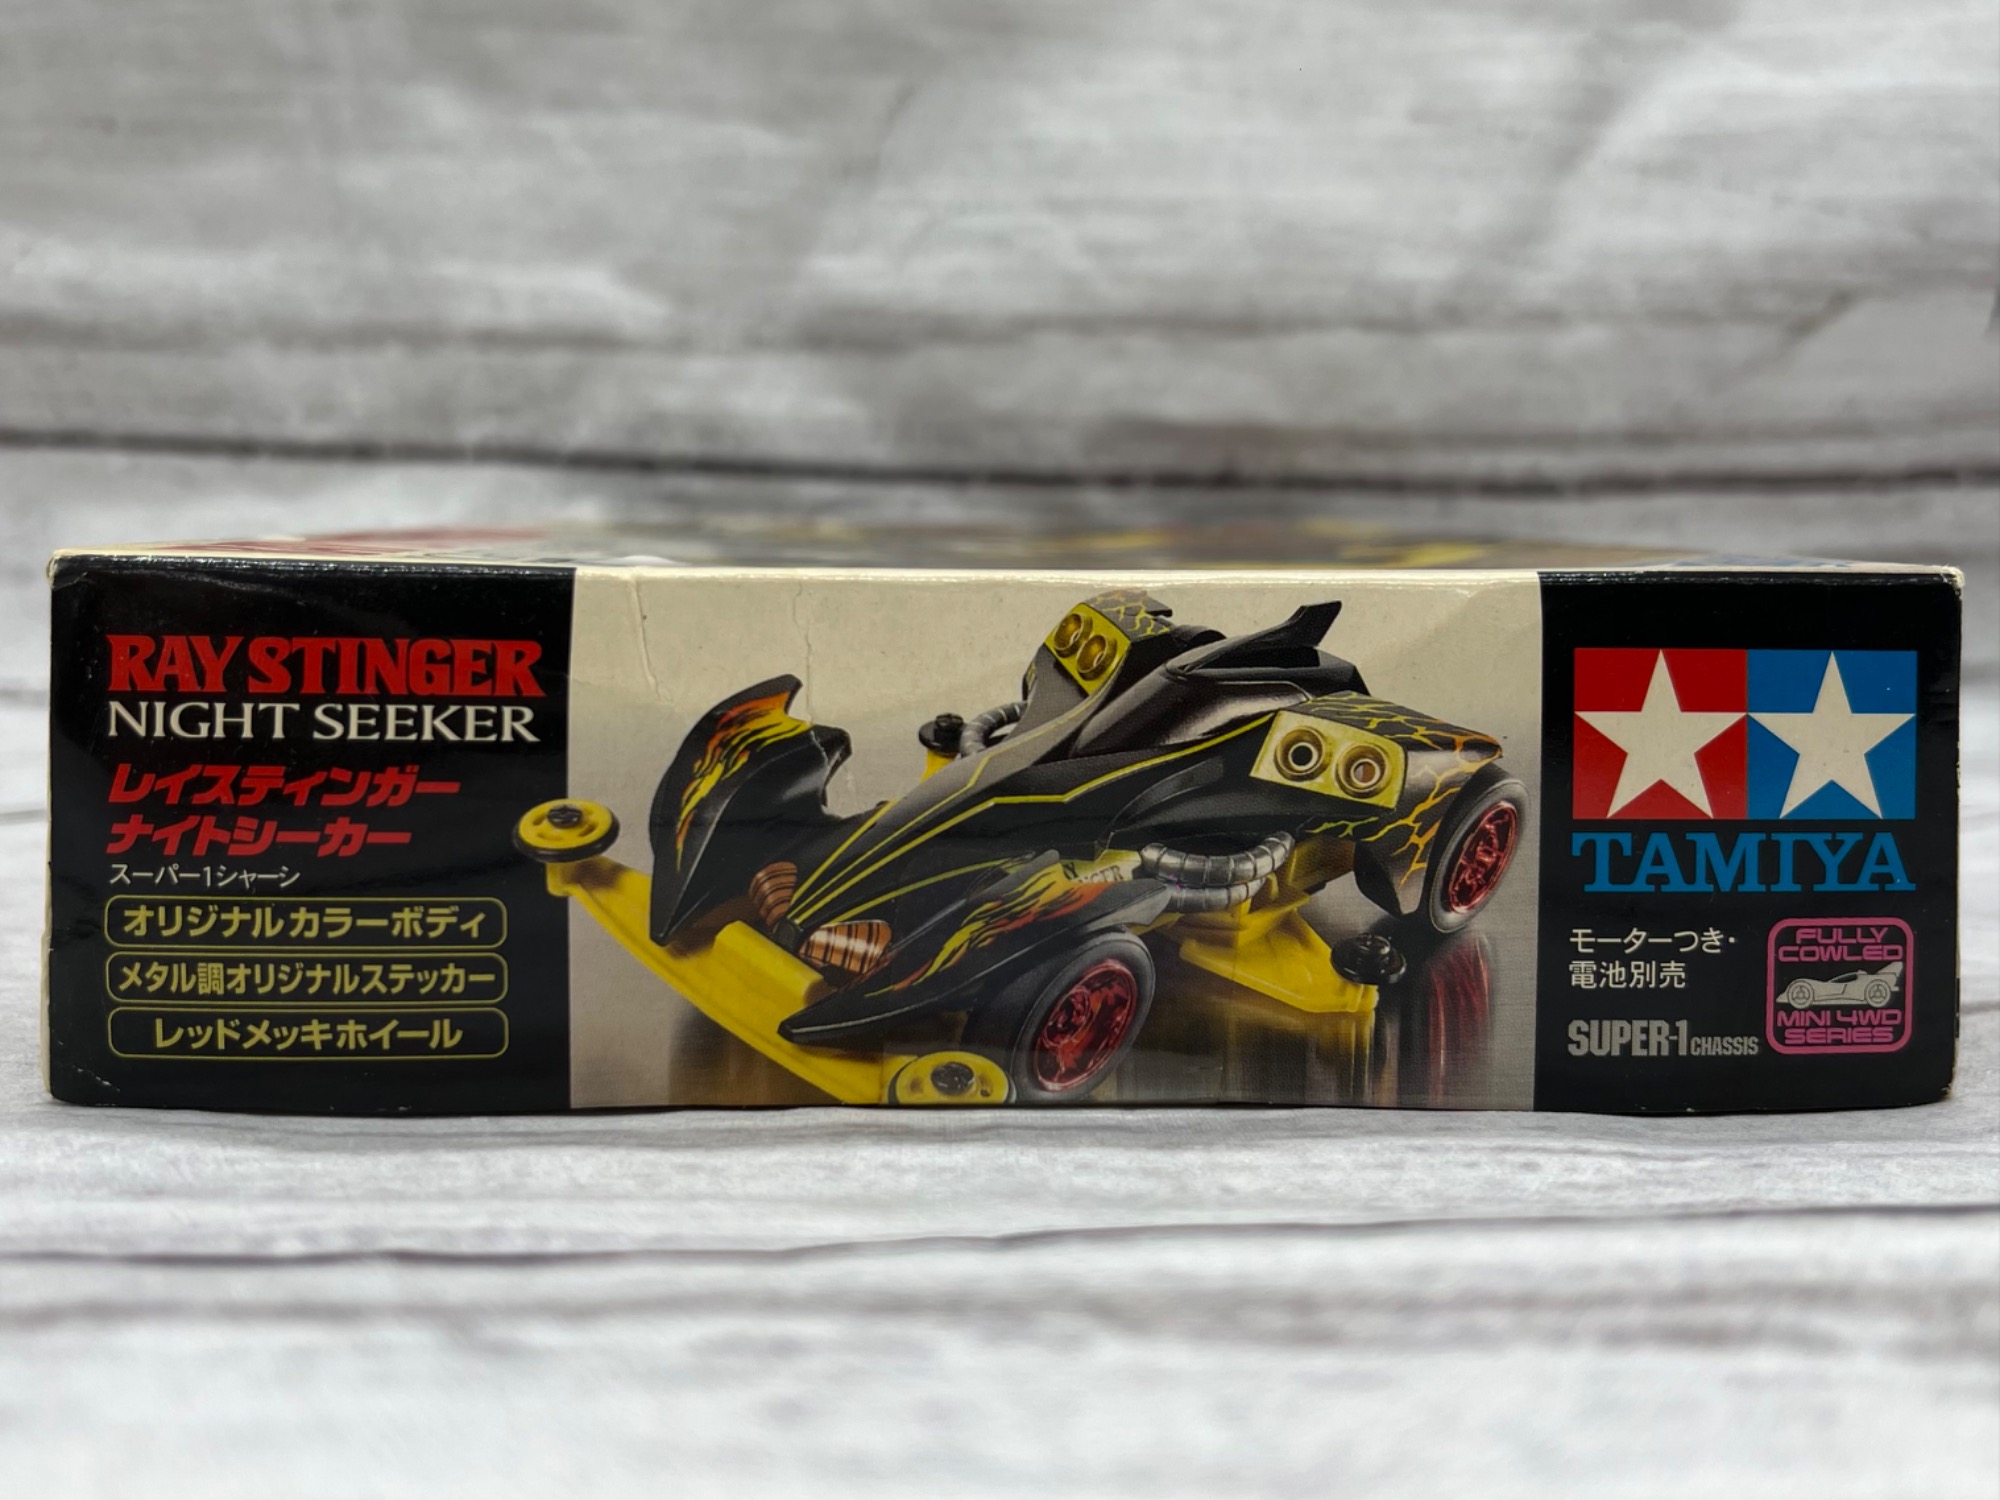 RAY STINGER
NIGHT SEEKER
レイスティンガー
ナイトシーカー
スーパー1シャーシ
オリジナルカラーボディ
メタル調オリジナルステッカー
レッドメッキホイール
TAMIYA
モーターつき・
電池別売
SUPER-1 CHASSIS
FULLY
COWLED
MINI 4WD
SERIES